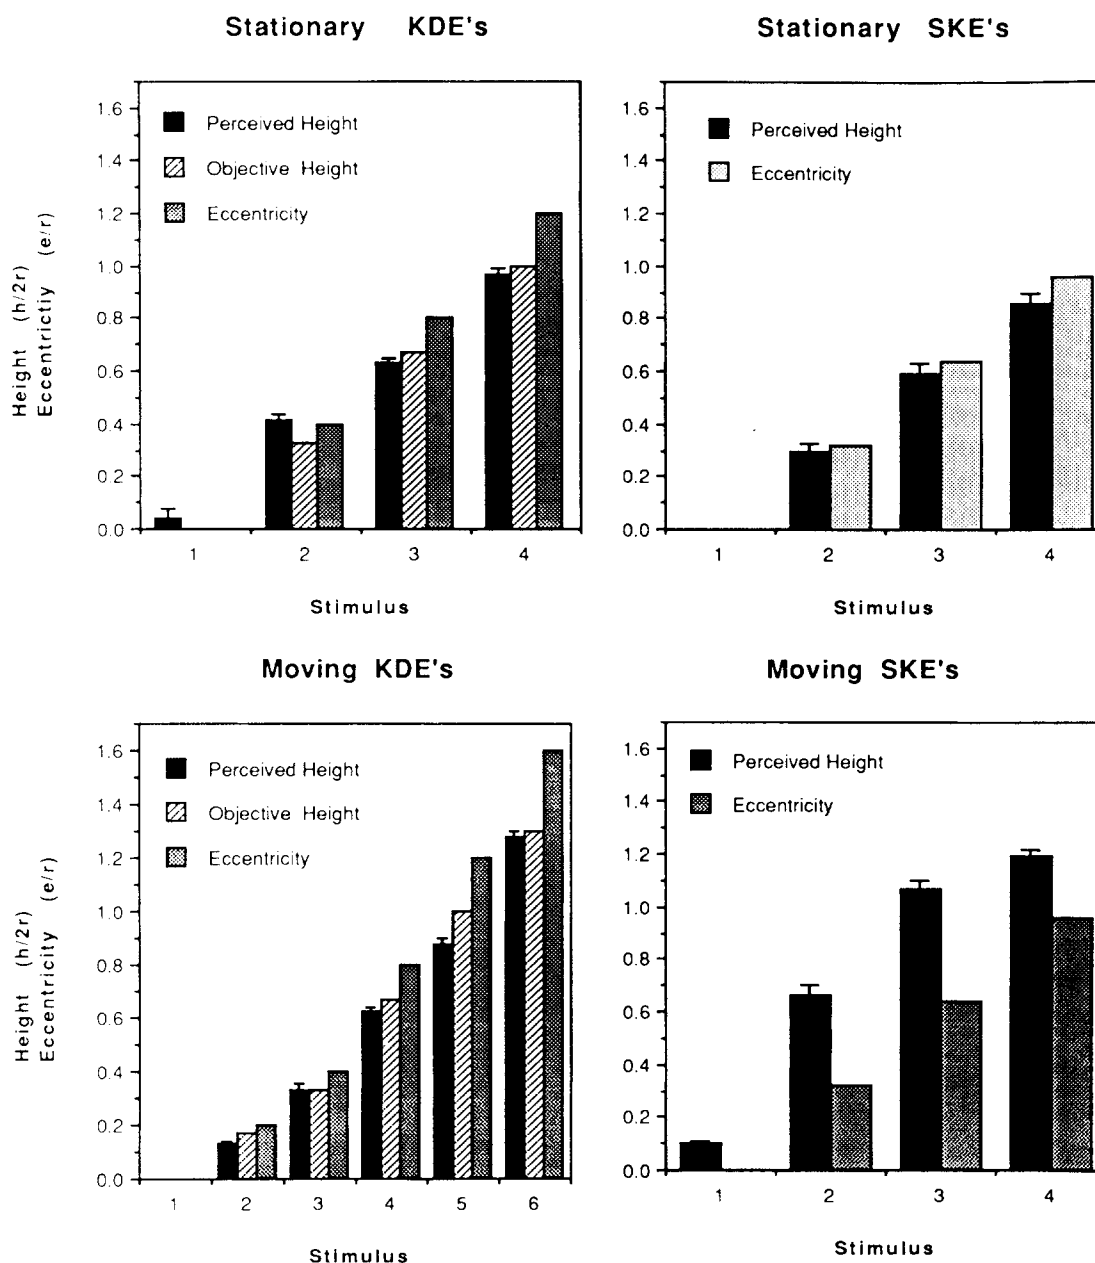 Stationary KDE's
1.6
1.4
1.2
1.0
0.8
0.6
0.4
0.2
0.0
Perceived Height
Objective Height
Eccentricity
Height (h/2r)
Eccentrictiy (e/r)
1 2 3 4
Stimulus
Stationary SKE's
1.6
1.4
1.2
1.0
0.8
0.6
0.4
0.2
0.0
Perceived Height
Eccentricity
1 2 3 4
Stimulus
Moving KDE's
1.6
1.4
1.2
1.0
0.8
0.6
0.4
0.2
0.0
Perceived Height
Objective Height
Eccentricity
Height (h/2r)
Eccentricity (e/r)
1 2 3 4 5 6
Stimulus
Moving SKE's
1.6
1.4
1.2
1.0
0.8
0.6
0.4
0.2
0.0
Perceived Height
Eccentricity
1 2 3 4
Stimulus